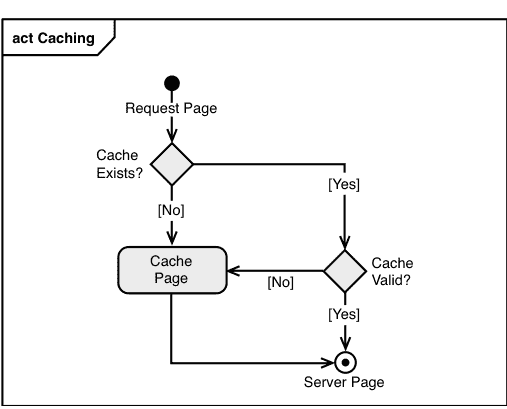 act Caching
Request Page
Cache
Exists?
[Yes]
[No]
Cache
Page
Cache
Valid?
[No]
[Yes]
Server Page